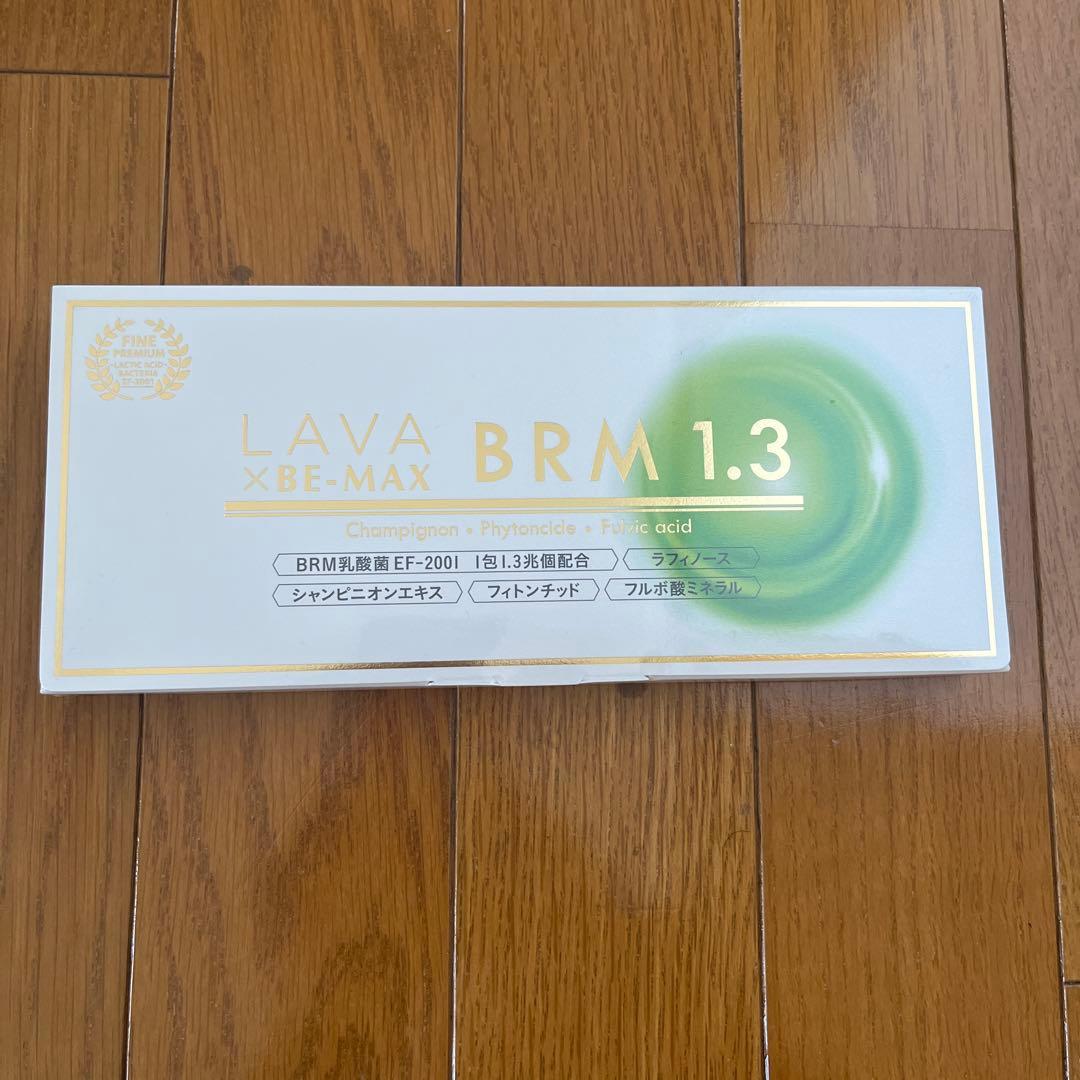 FINE
PREMIUM
-LACTIC ACID-
BACTERIA
EF-2001
LAVA
×BE-MAX
BRM 1.3
Champignon • Phytoncide • Fulvic acid
BRM乳酸菌 EF-2001 1包1.3兆個配合
ラフィノース
シャンピニオンエキス
フィトンチッド
フルボ酸ミネラル